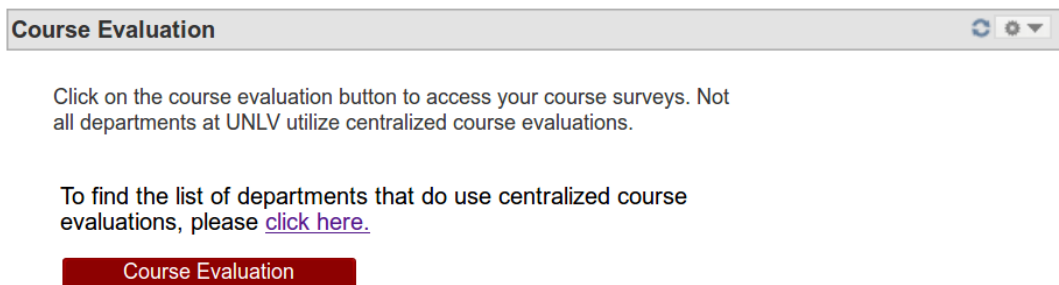 Course Evaluation
Click on the course evaluation button to access your course surveys. Not
all departments at UNLV utilize centralized course evaluations.
To find the list of departments that do use centralized course
evaluations, please click here.
Course Evaluation